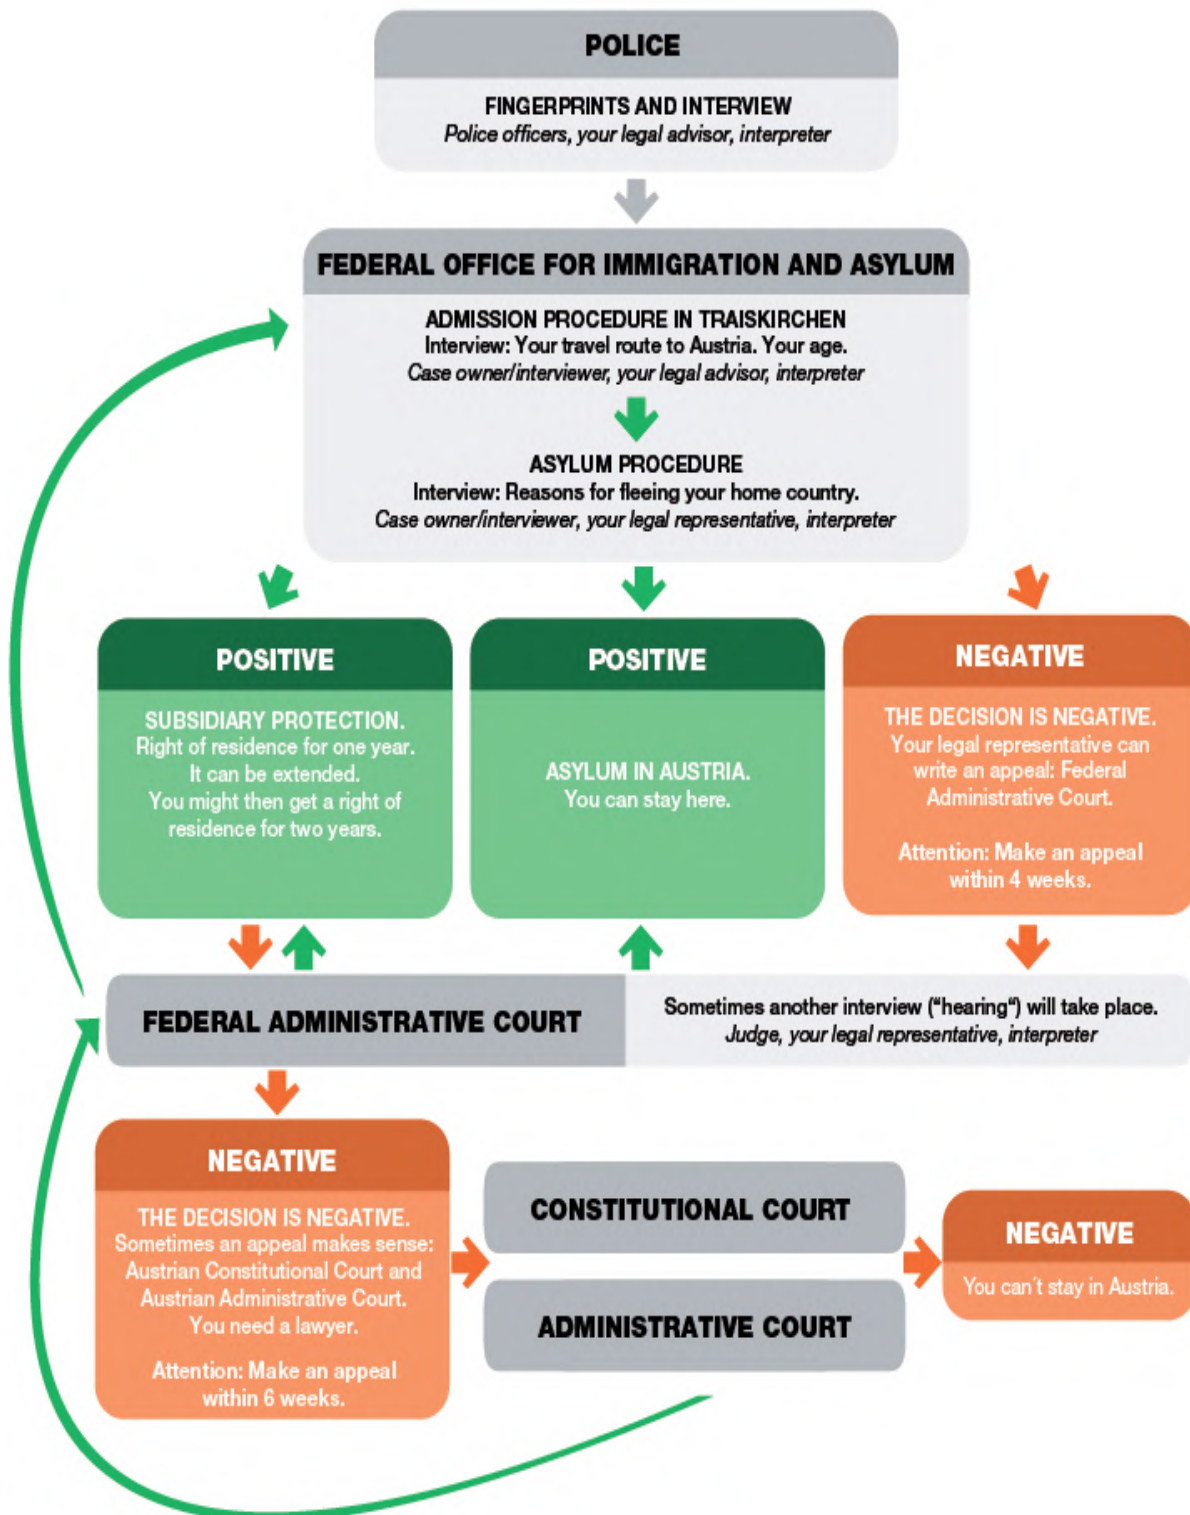 POLICE
FINGERPRINTS AND INTERVIEW
Police officers, your legal advisor, interpreter
FEDERAL OFFICE FOR IMMIGRATION AND ASYLUM
ADMISSION PROCEDURE IN TRAISKIRCHEN
Interview: Your travel route to Austria. Your age.
Case owner/interviewer, your legal advisor, interpreter
ASYLUM PROCEDURE
Interview: Reasons for fleeing your home country.
Case owner/interviewer, your legal representative, interpreter
POSITIVE
SUBSIDIARY PROTECTION.
Right of residence for one year.
It can be extended.
You might then get a right of
residence for two years.
POSITIVE
ASYLUM IN AUSTRIA.
You can stay here.
NEGATIVE
THE DECISION IS NEGATIVE.
Your legal representative can
write an appeal: Federal
Administrative Court.
Attention: Make an appeal
within 4 weeks.
FEDERAL ADMINISTRATIVE COURT
Sometimes another interview ("hearing“) will take place.
Judge, your legal representative, interpreter
NEGATIVE
THE DECISION IS NEGATIVE.
Sometimes an appeal makes sense:
Austrian Constitutional Court and
Austrian Administrative Court.
You need a lawyer.
Attention: Make an appeal
within 6 weeks.
CONSTITUTIONAL COURT
ADMINISTRATIVE COURT
NEGATIVE
You can´t stay in Austria.